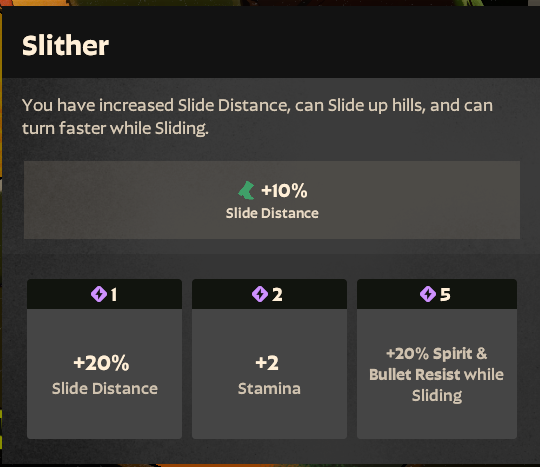 Slither
You have increased Slide Distance, can Slide up hills, and can
turn faster while Sliding.
+10%
Slide Distance
1
+20%
Slide Distance
2
+2
Stamina
5
+20% Spirit &
Bullet Resist while
Sliding